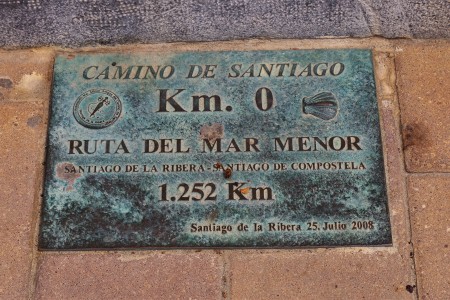 CAMINO DE SANTIAGO
Km. 0
RUTA DEL MAR MENOR
SANTIAGO DE LA RIBERA-SANTIAGO DE COMPOSTELA
1.252 Km
Santiago de la Ribera 25. Julio 2008